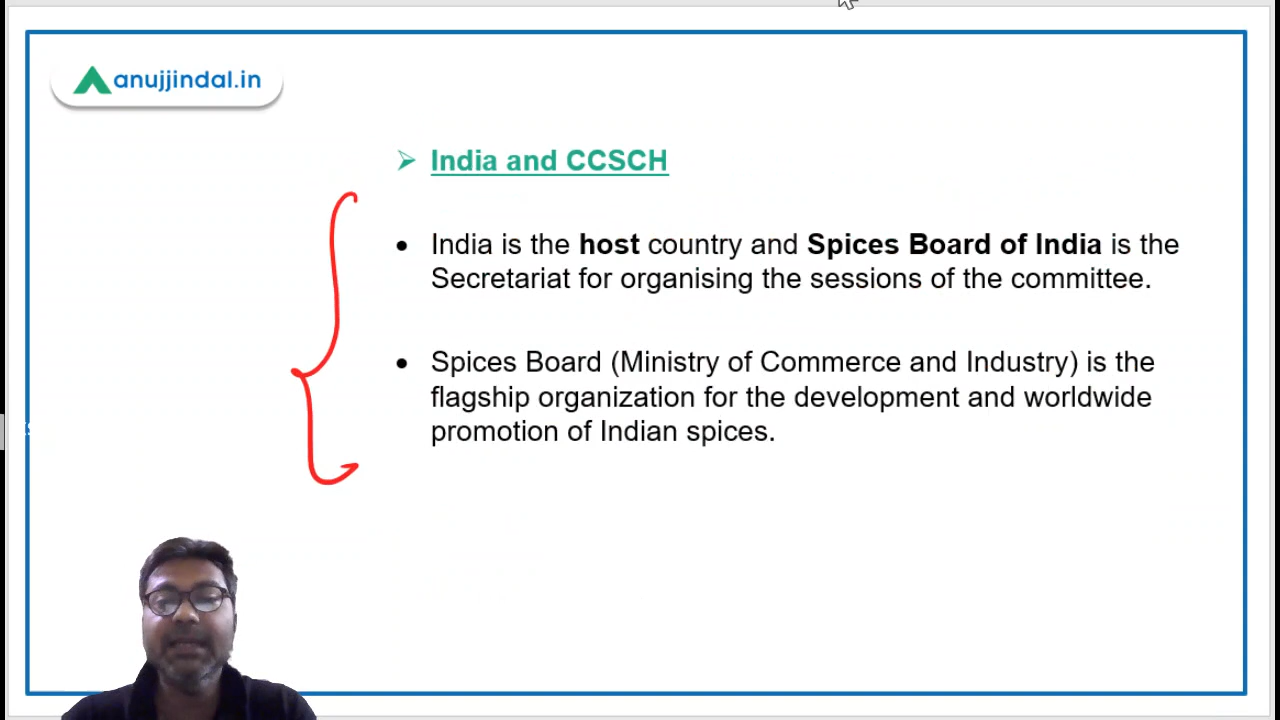 anujjindal.in
India and CCSCH
India is the host country and Spices Board of India is the
Secretariat for organising the sessions of the committee.
Spices Board (Ministry of Commerce and Industry) is the
flagship organization for the development and worldwide
promotion of Indian spices.